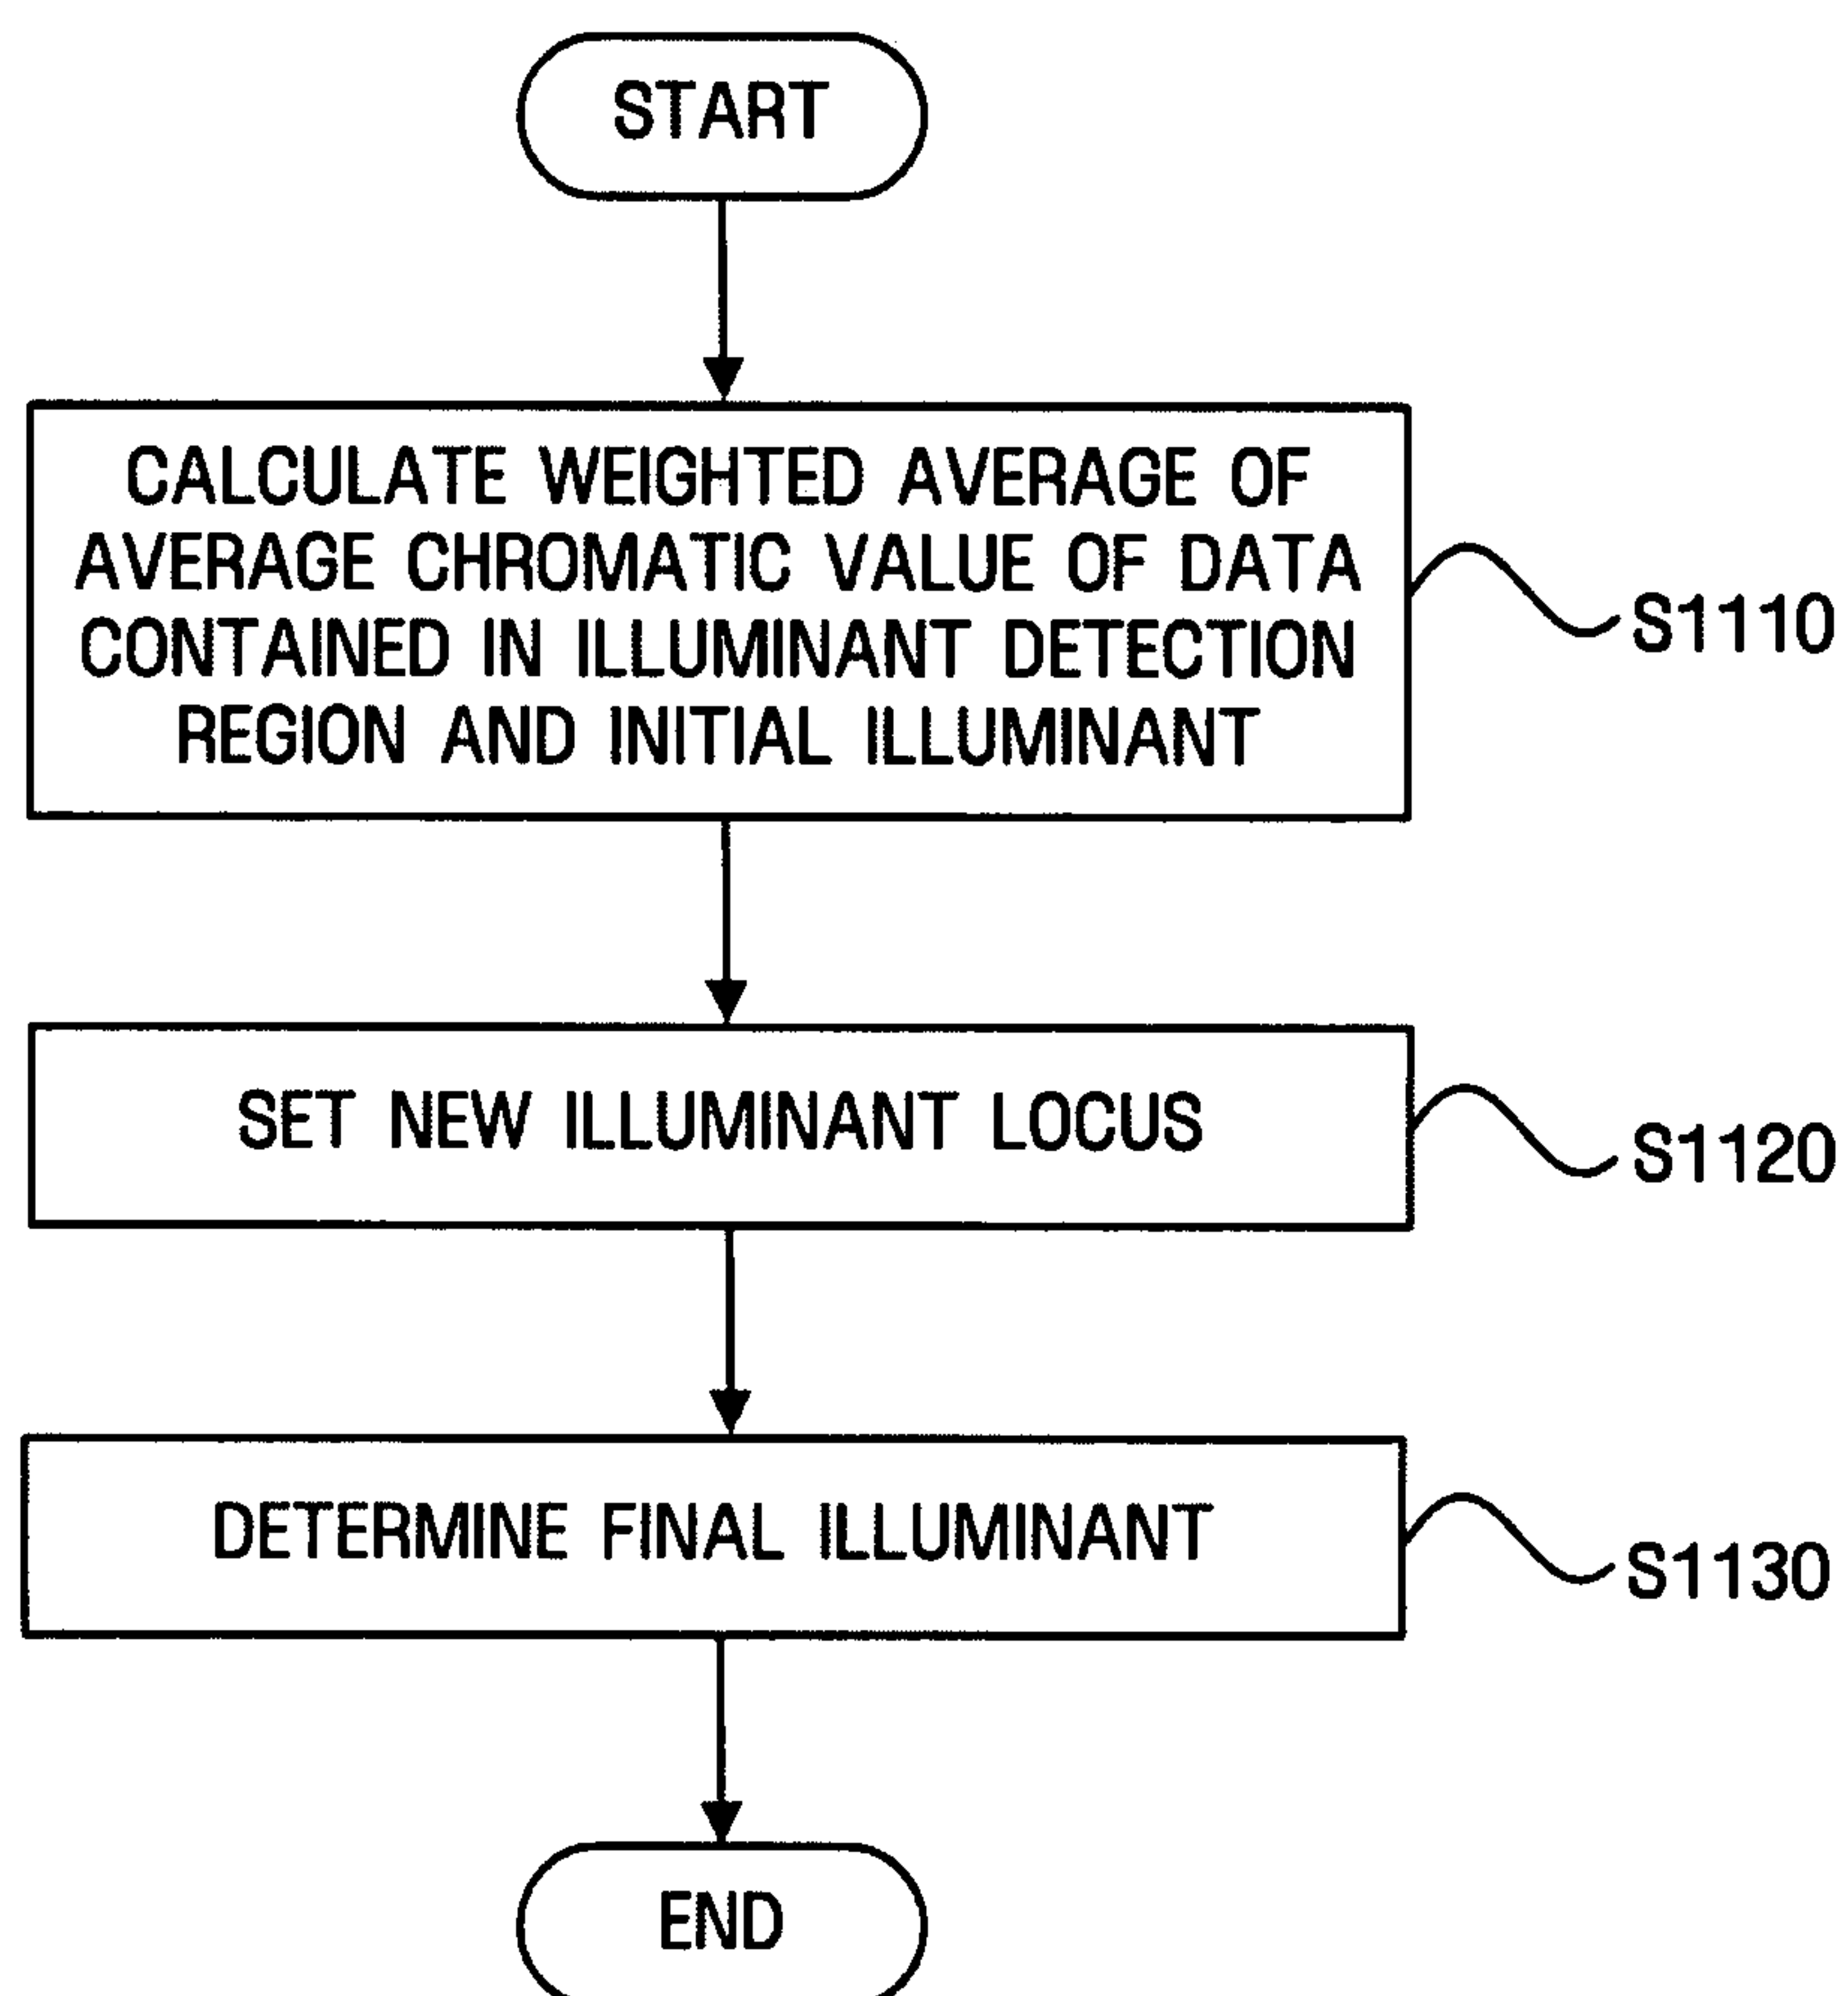 START
CALCULATE WEIGHTED AVERAGE OF
AVERAGE CHROMATIC VALUE OF DATA
CONTAINED IN ILLUMINANT DETECTION
REGION AND INITIAL ILLUMINANT
S1110
SET NEW ILLUMINANT LOCUS
S1120
DETERMINE FINAL ILLUMINANT
S1130
END